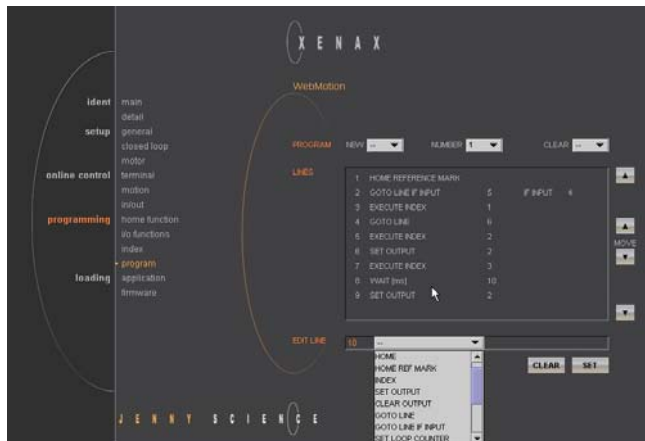 XENAX
WebMotion
ident main
detail
setup general
closed loop
motor
online control terminal
motion
in/out
programming home function
i/o functions
index
program
loading application
firmware
PROGRAM NEW -- NUMBER 1 CLEAR --
LINES
1 HOME REFERENCE MARK
2 GOTO LINE IF INPUT 5 IF INPUT 4
3 EXECUTE INDEX 1
4 GOTO LINE 6
5 EXECUTE INDEX 2
6 SET OUTPUT 2
7 EXECUTE INDEX 3
8 WAIT [ms] 10
9 SET OUTPUT 2
MOVE
EDIT LINE 10 --
HOME
HOME REF MARK
INDEX
SET OUTPUT
CLEAR OUTPUT
GOTO LINE
GOTO LINE IF INPUT
SET LOOP COUNTER
CLEAR SET
JENNY SCIENCE